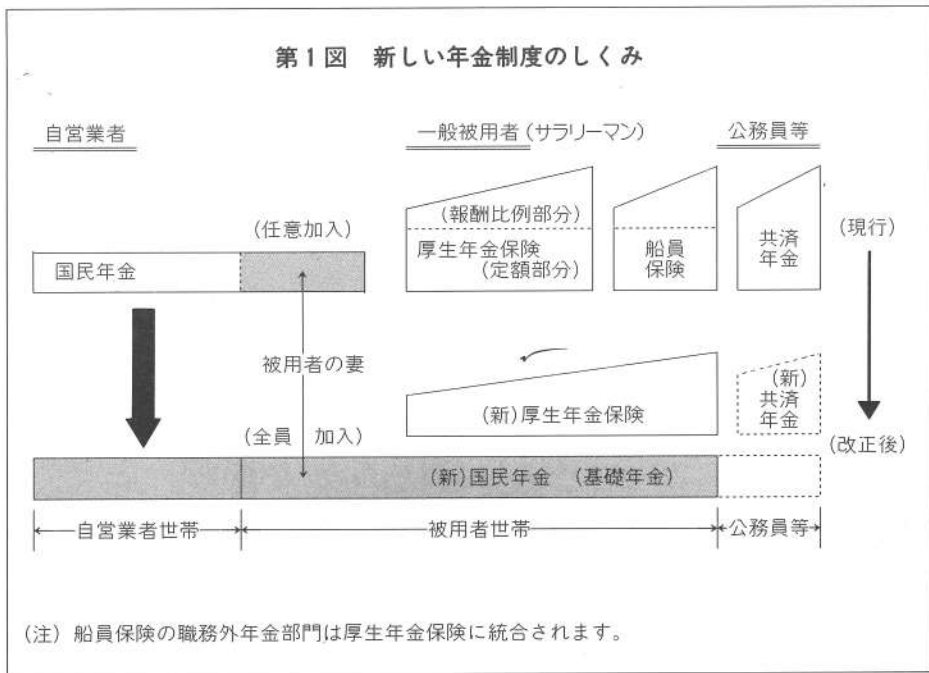 第1図 新しい年金制度のしくみ
自営業者
一般被用者(サラリーマン)
公務員等
(任意加入)
国民年金
(報酬比例部分)
厚生年金保険
(定額部分)
船員
保険
共済
年金
(現行)
被用者の妻
(新)厚生年金保険
(新)
共済
年金
(全員 加入)
(改正後)
(新)国民年金 (基礎年金)
自営業者世帯
被用者世帯
公務員等
(注) 船員保険の職務外年金部門は厚生年金保険に統合されます。